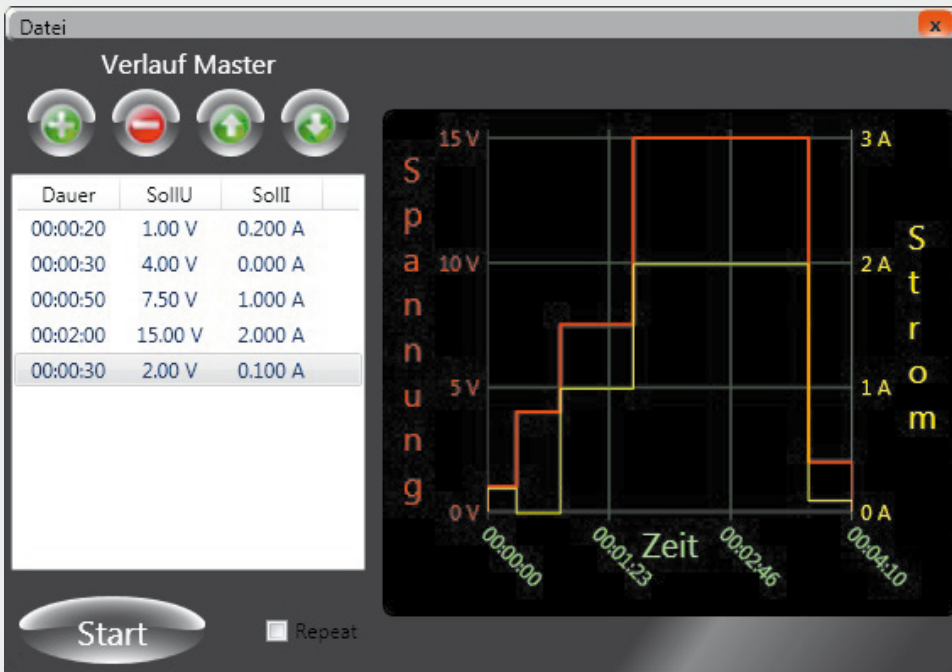 Datei
x
Verlauf Master
Dauer SollU SollI
00:00:20 1.00 V 0.200 A
00:00:30 4.00 V 0.000 A
00:00:50 7.50 V 1.000 A
00:02:00 15.00 V 2.000 A
00:00:30 2.00 V 0.100 A
Start
Repeat
Spannung
15 V
10 V
5 V
0 V
3 A
2 A
1 A
0 A
Strom
00:00:00
00:01:23
Zeit
00:02:46
00:04:10